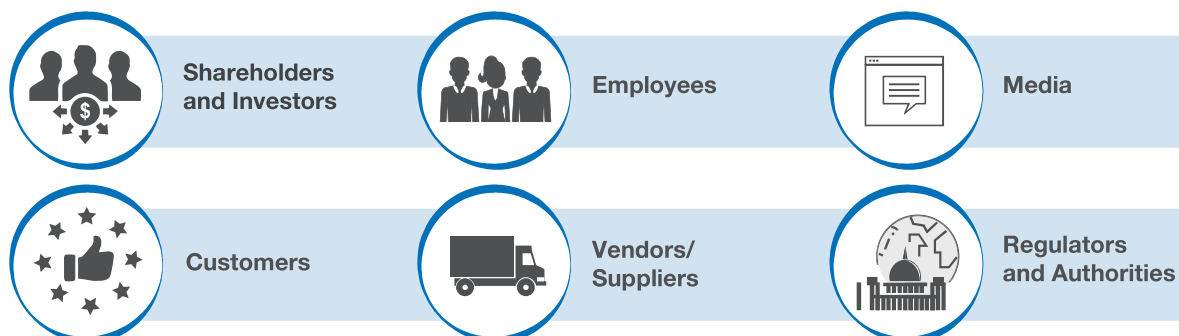 Shareholders
and Investors
$
Employees
Media
Customers
Vendors/
Suppliers
Regulators
and Authorities